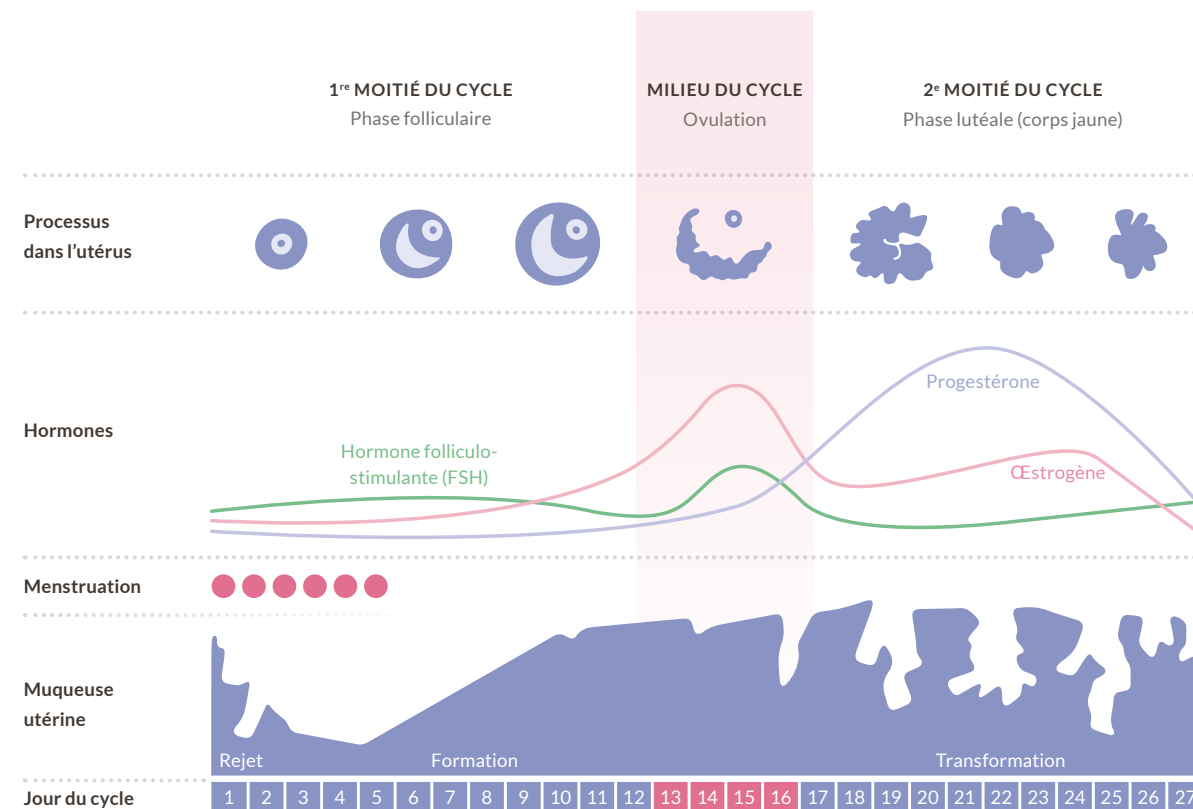 1re MOITIÉ DU CYCLE
Phase folliculaire
MILIEU DU CYCLE
Ovulation
2e MOITIÉ DU CYCLE
Phase lutéale (corps jaune)
Processus
dans l’utérus
Hormones
Hormone folliculo-
stimulante (FSH)
Progestérone
Œstrogène
Menstruation
Muqueuse
utérine
Rejet
Formation
Transformation
Jour du cycle
1 2 3 4 5 6 7 8 9 10 11 12 13 14 15 16 17 18 19 20 21 22 23 24 25 26 27